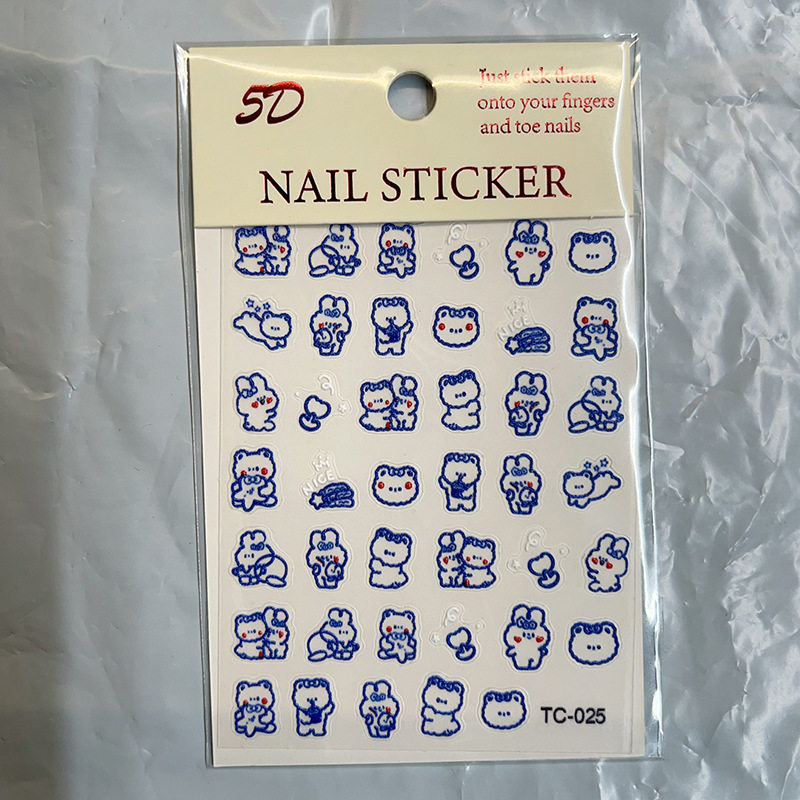 5D
Just stick them
onto your fingers
and toe nails
NAIL STICKER
NICE
NICE
TC-025